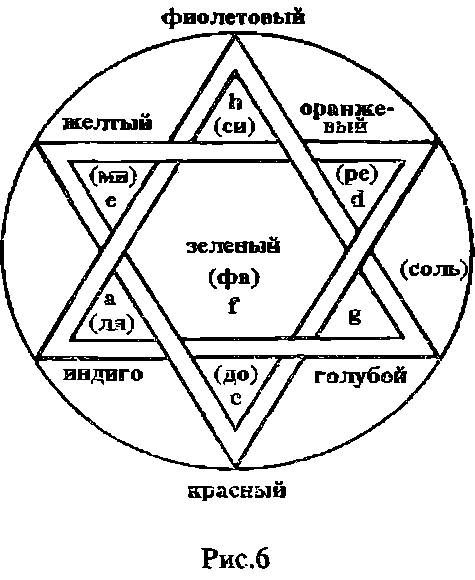 фиолетовый
h
(си)
желтый
оранже-
вый
(ми)
e
(ре)
d
зеленый
(фа)
f
(соль)
a
(ля)
g
индиго
(до)
c
голубой
красный
Рис.6